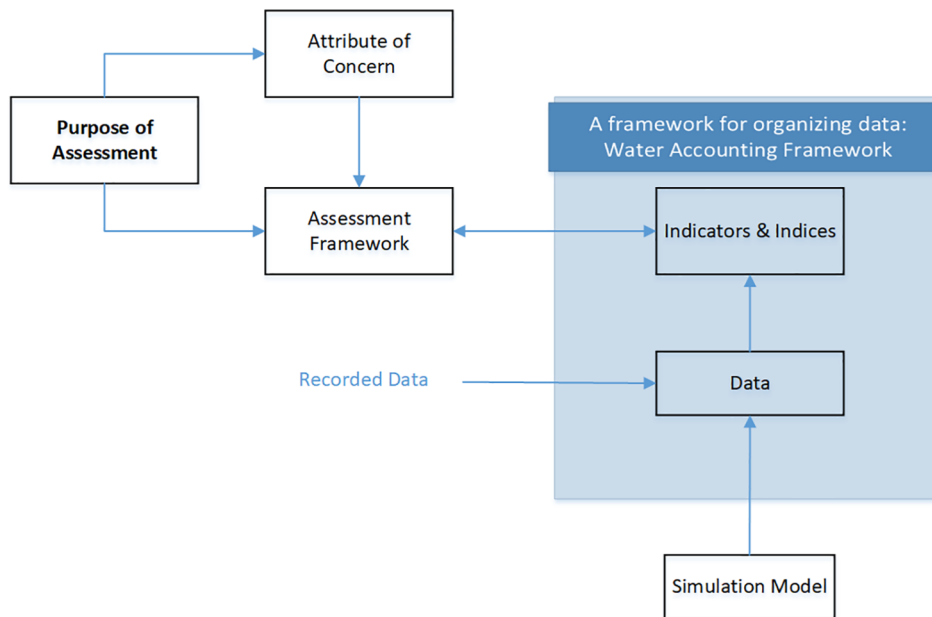 Attribute of
Concern
Purpose of
Assessment
A framework for organizing data:
Water Accounting Framework
Assessment
Framework
Indicators & Indices
Recorded Data
Data
Simulation Model